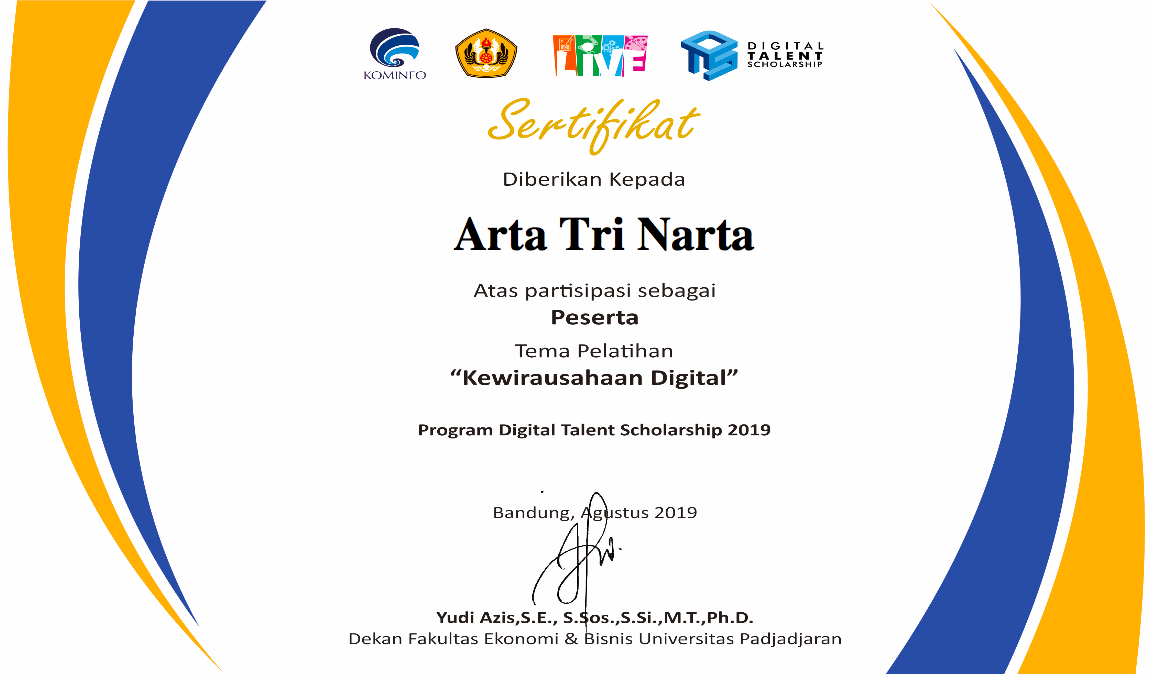 KOMINFO
LIVE
DIGITAL
TALENT
SCHOLARSHIP
Sertifikat
Diberikan Kepada
Arta Tri Narta
Atas partisipasi sebagai
Peserta
Tema Pelatihan
“Kewirausahaan Digital”
Program Digital Talent Scholarship 2019
Bandung, Agustus 2019
Yudi Azis,S.E., S.Sos.,S.Si.,M.T.,Ph.D.
Dekan Fakultas Ekonomi & Bisnis Universitas Padjadjaran